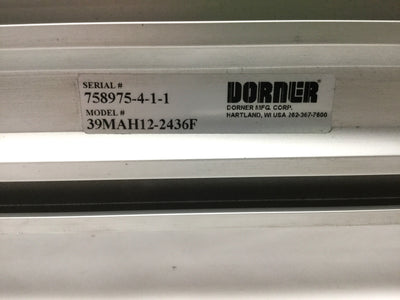 SERIAL #
758975-4-1-1
MODEL #
39MAH12-2436F
DORNER
DORNER MFG. CORP.
HARTLAND, WI USA 262-367-7600